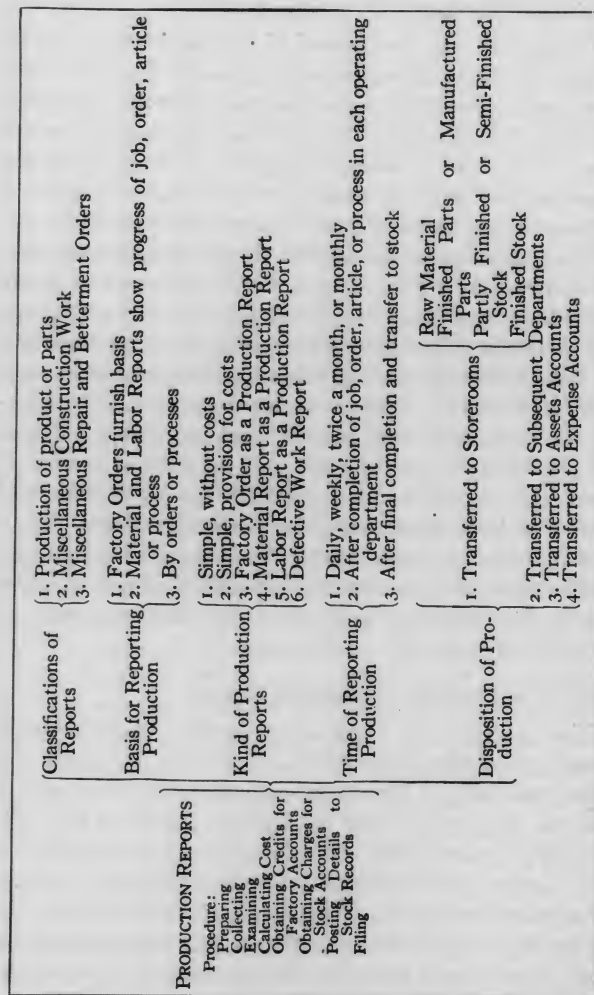 PRODUCTION REPORTS
Procedure:
Preparing
Collecting
Examining
Calculating Cost
Obtaining Credits for
Factory Accounts
Obtaining Charges for
Stock Accounts
Posting Details to
Stock Records
Filing
Classifications of
Reports
1. Production of product or parts
2. Miscellaneous Construction Work
3. Miscellaneous Repair and Betterment Orders
Basis for Reporting
Production
1. Factory Orders furnish basis
2. Material and Labor Reports show progress of job, order, article
or process
3. By orders or processes
Kind of Production
Reports
1. Simple, without costs
2. Simple, provision for costs
3. Factory Order as a Production Report
4. Material Report as a Production Report
5. Labor Report as a Production Report
6. Defective Work Report
Time of Reporting
Production
1. Daily, weekly, twice a month, or monthly
2. After completion of job, order, article, or process in each operating
department
3. After final completion and transfer to stock
Disposition of Pro-
duction
1. Transferred to Storerooms
Raw Material
Finished Parts or Manufactured
Parts
Partly Finished or Semi-Finished
Stock
Finished Stock
2. Transferred to Subsequent Departments
3. Transferred to Assets Accounts
4. Transferred to Expense Accounts